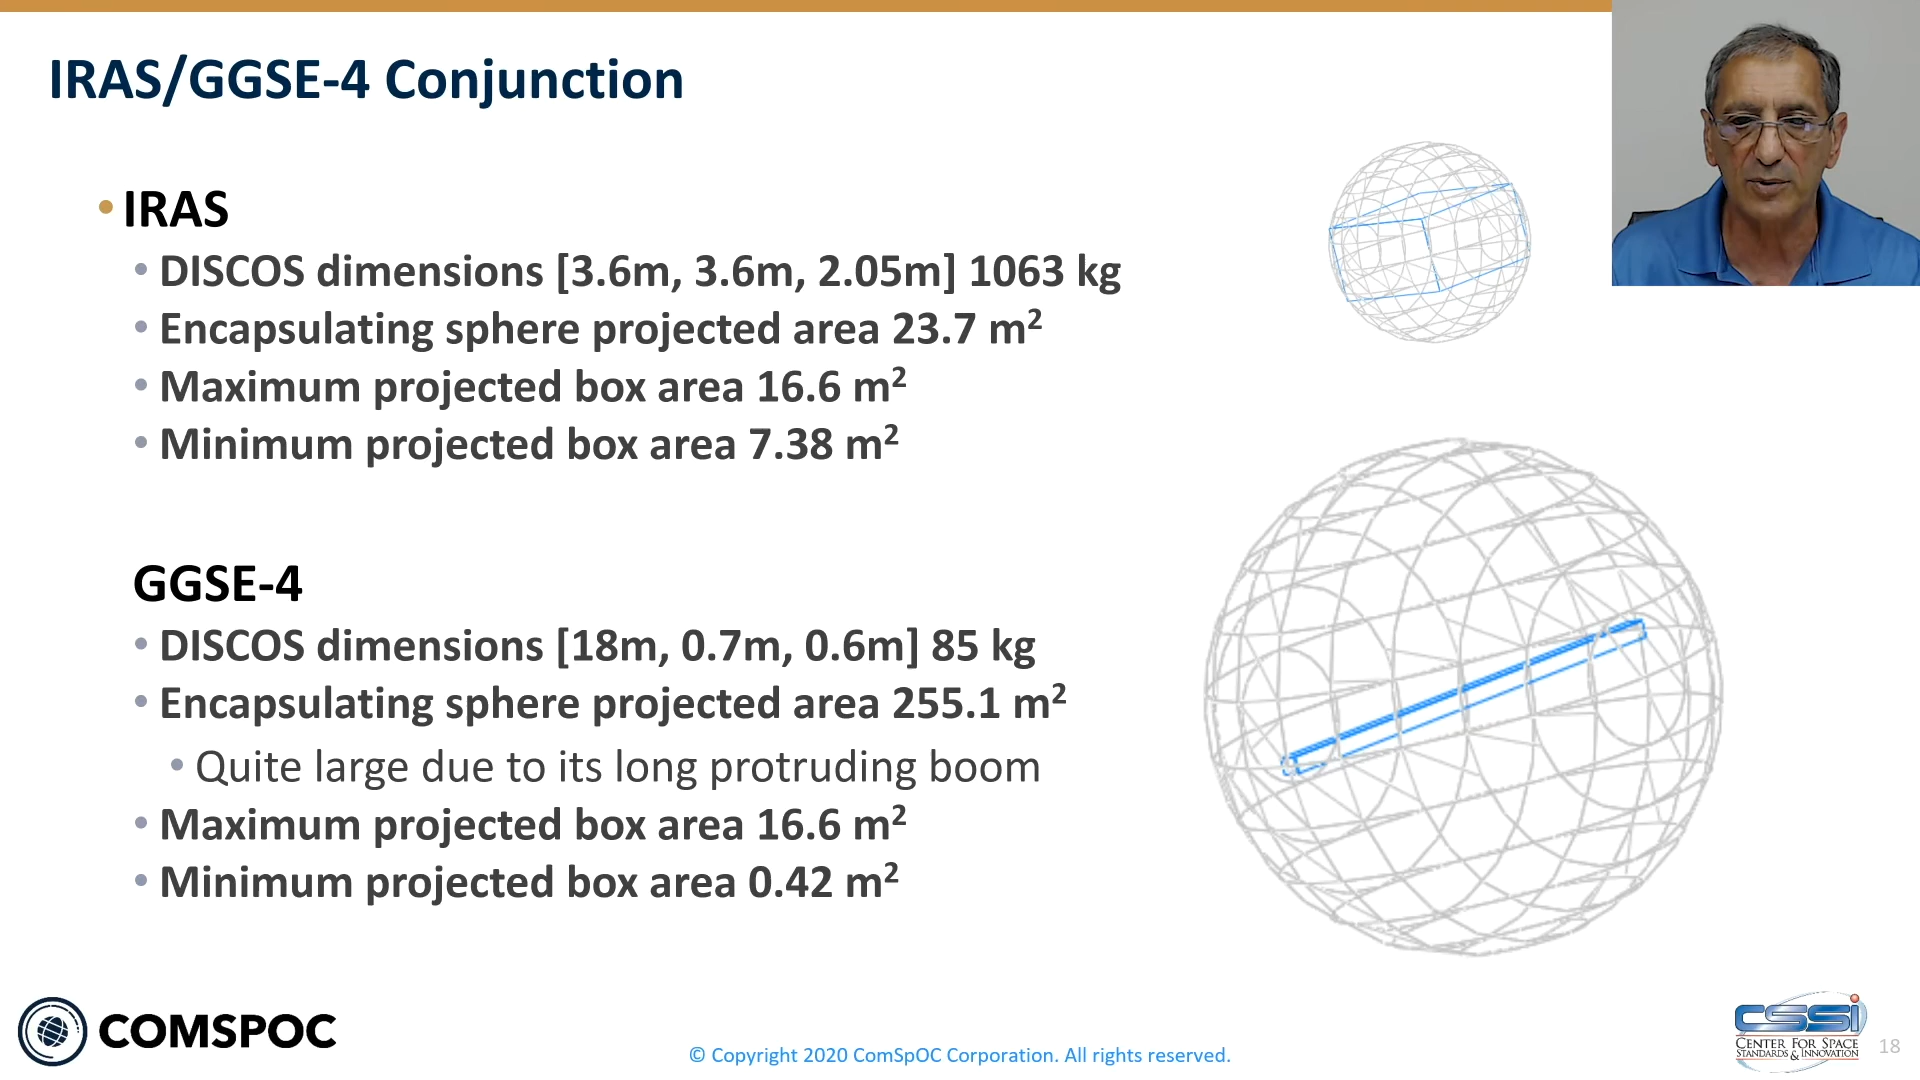 IRAS/GGSE-4 Conjunction
• IRAS
• DISCOS dimensions [3.6m, 3.6m, 2.05m] 1063 kg
• Encapsulating sphere projected area 23.7 m²
• Maximum projected box area 16.6 m²
• Minimum projected box area 7.38 m²
GGSE-4
• DISCOS dimensions [18m, 0.7m, 0.6m] 85 kg
• Encapsulating sphere projected area 255.1 m²
• Quite large due to its long protruding boom
• Maximum projected box area 16.6 m²
• Minimum projected box area 0.42 m²
COMSPOC
© Copyright 2020 ComSpOC Corporation. All rights reserved.
cssi
CENTER FOR SPACE
STANDARDS & INNOVATION
18